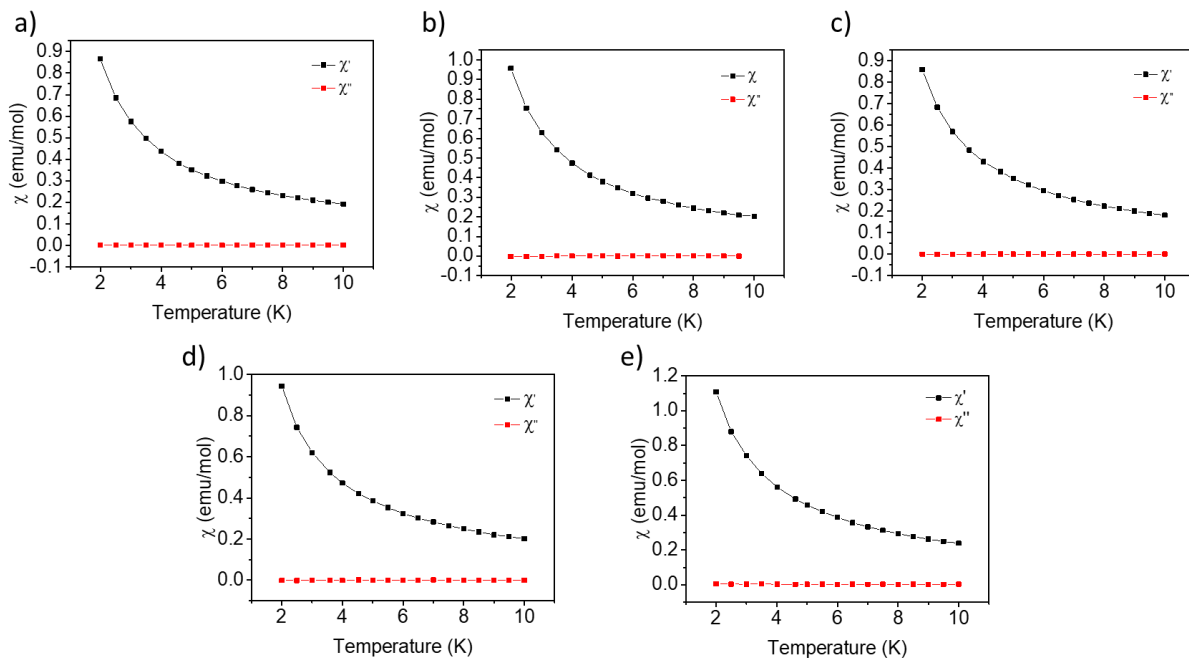 a)
χ'
χ"
0.9
0.8
0.7
0.6
0.5
0.4
0.3
0.2
0.1
0.0
-0.1
χ (emu/mol)
2 4 6 8 10
Temperature (K)
b)
χ
χ"
1.0
0.9
0.8
0.7
0.6
0.5
0.4
0.3
0.2
0.1
0.0
-0.1
χ (emu/mol)
2 4 6 8 10
Temperature (K)
c)
χ'
χ"
0.9
0.8
0.7
0.6
0.5
0.4
0.3
0.2
0.1
0.0
-0.1
χ (emu/mol)
2 4 6 8 10
Temperature (K)
d)
χ'
χ"
1.0
0.8
0.6
0.4
0.2
0.0
χ (emu/mol)
2 4 6 8 10
Temperature (K)
e)
χ'
χ"
1.2
1.0
0.8
0.6
0.4
0.2
0.0
χ (emu/mol)
2 4 6 8 10
Temperature (K)